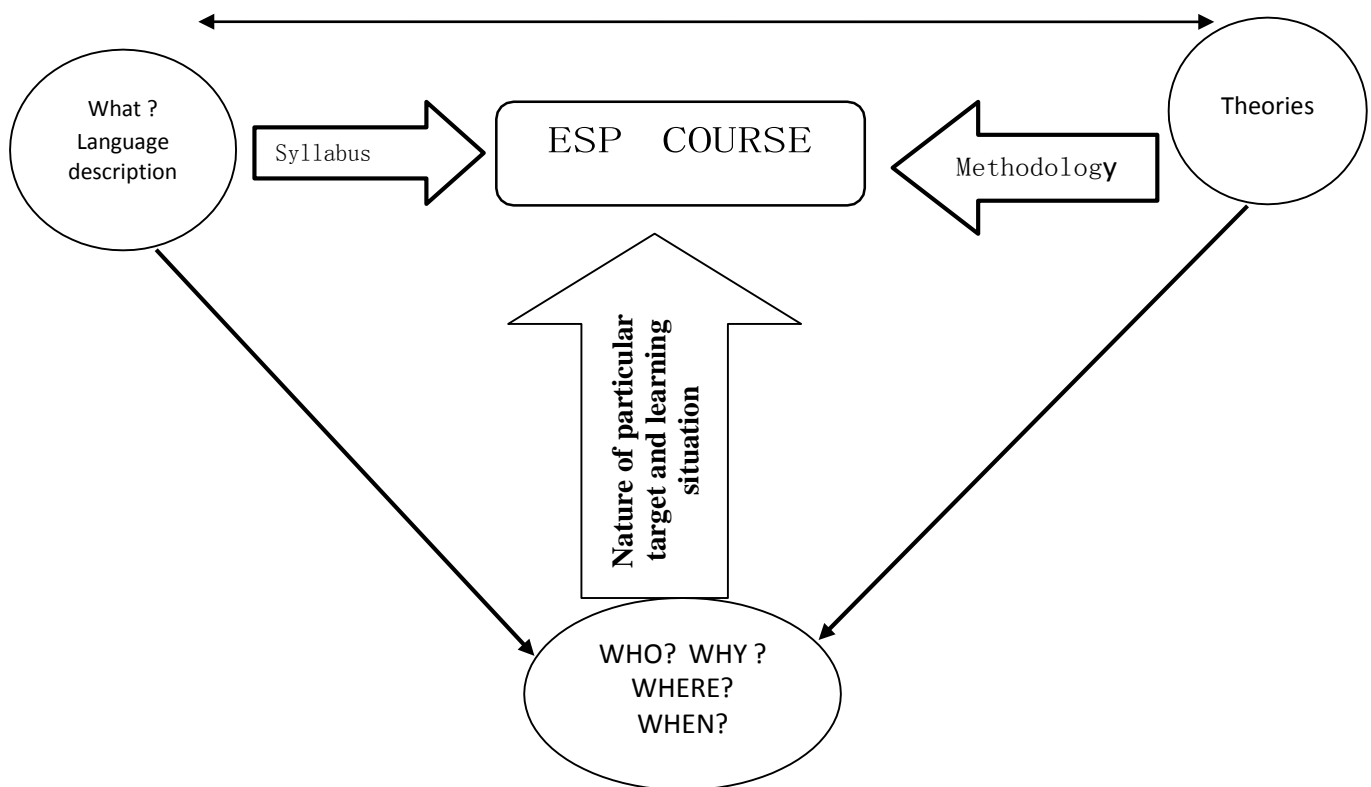 What ?
Language
description
Syllabus
ESP COURSE
Methodology
Theories
Nature of particular
target and learning
situation
WHO? WHY ?
WHERE?
WHEN?